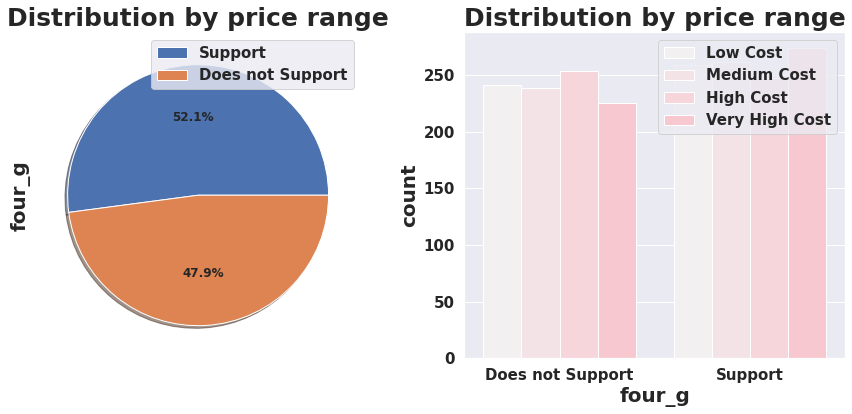 Distribution by price range
Support
Does not Support
52.1%
47.9%
four_g
Distribution by price range
Low Cost
Medium Cost
High Cost
Very High Cost
250
200
150
100
50
0
count
Does not Support
Support
four_g